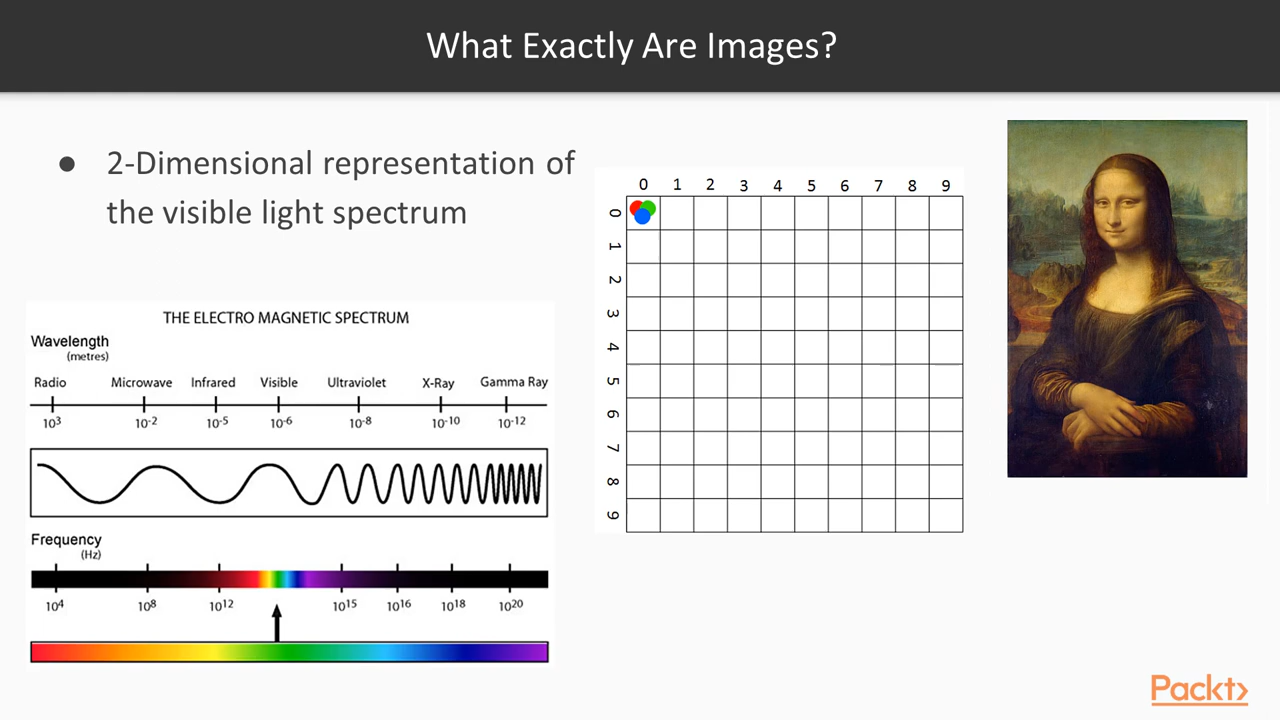 What Exactly Are Images?
● 2-Dimensional representation of
the visible light spectrum
THE ELECTRO MAGNETIC SPECTRUM
Wavelength
(metres)
Radio Microwave Infrared Visible Ultraviolet X-Ray Gamma Ray
10³ 10⁻² 10⁻⁵ 10⁻⁶ 10⁻⁸ 10⁻¹⁰ 10⁻¹²
Frequency
(Hz)
10⁴ 10⁸ 10¹² 10¹⁵ 10¹⁶ 10¹⁸ 10²⁰
0 1 2 3 4 5 6 7 8 9
0
1
2
3
4
5
6
7
8
9
Packt>